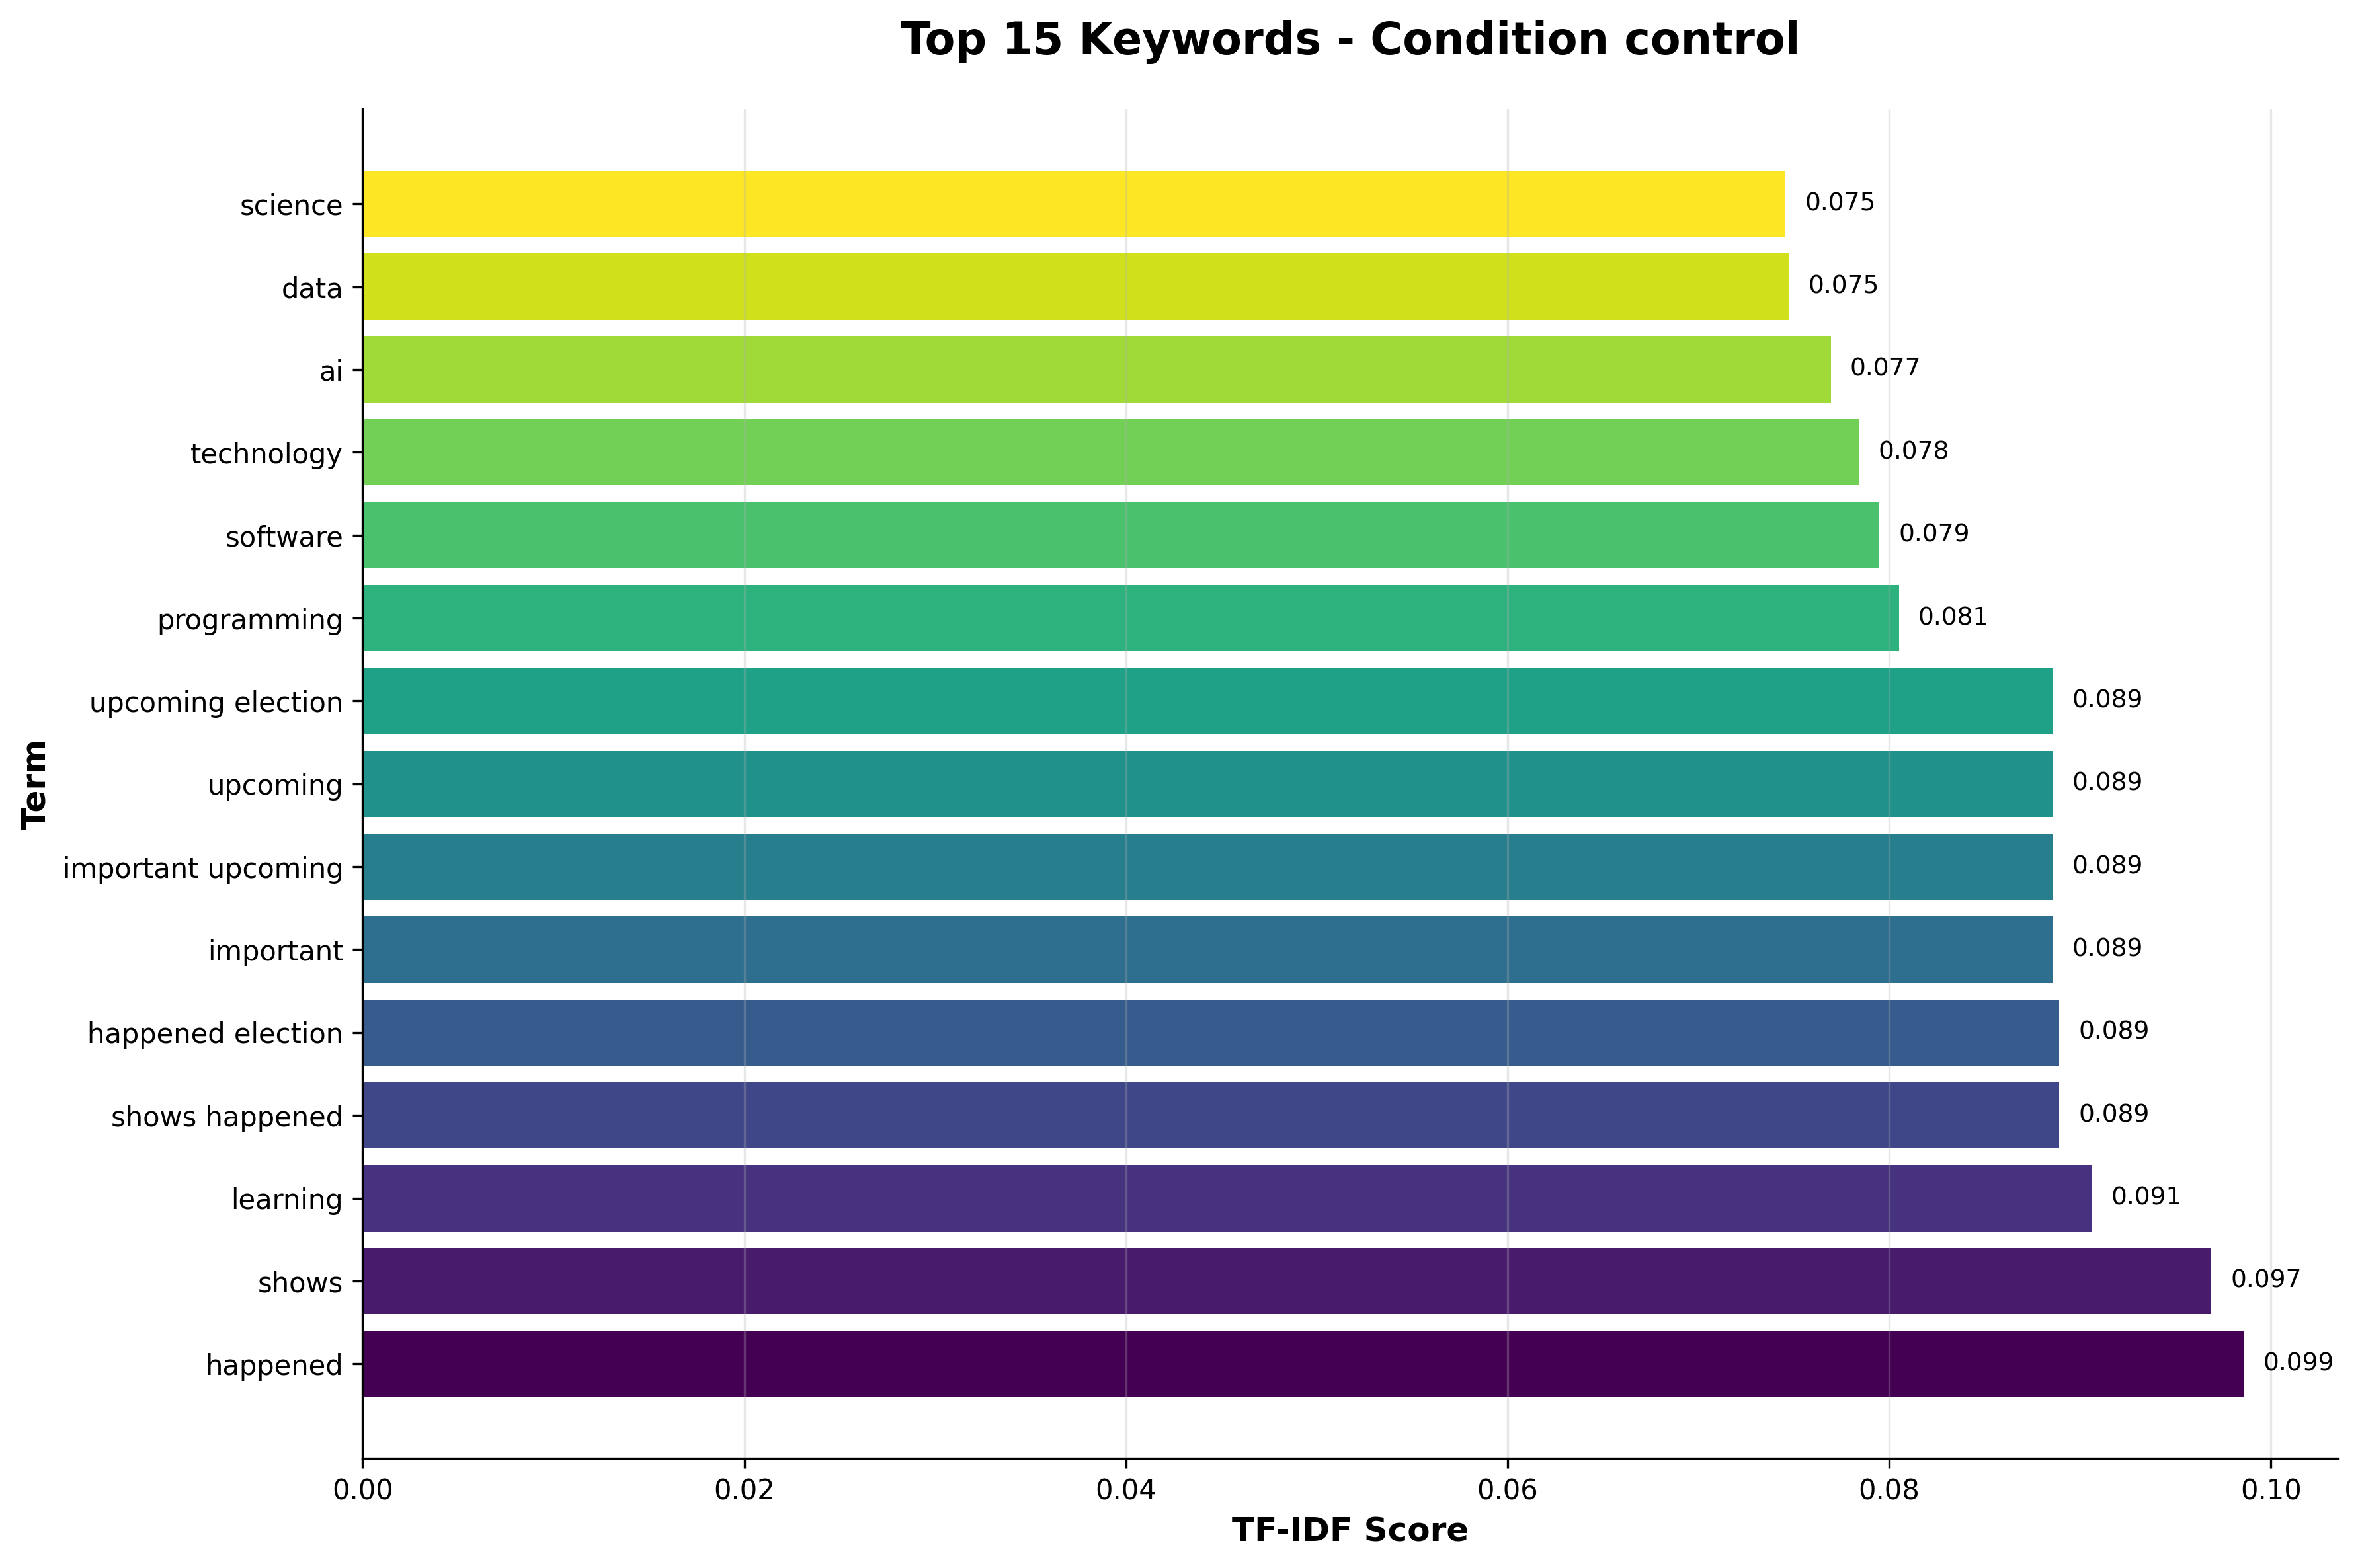 Top 15 Keywords - Condition control
Term
science 0.075
data 0.075
ai 0.077
technology 0.078
software 0.079
programming 0.081
upcoming election 0.089
upcoming 0.089
important upcoming 0.089
important 0.089
happened election 0.089
shows happened 0.089
learning 0.091
shows 0.097
happened 0.099
0.00 0.02 0.04 0.06 0.08 0.10
TF-IDF Score